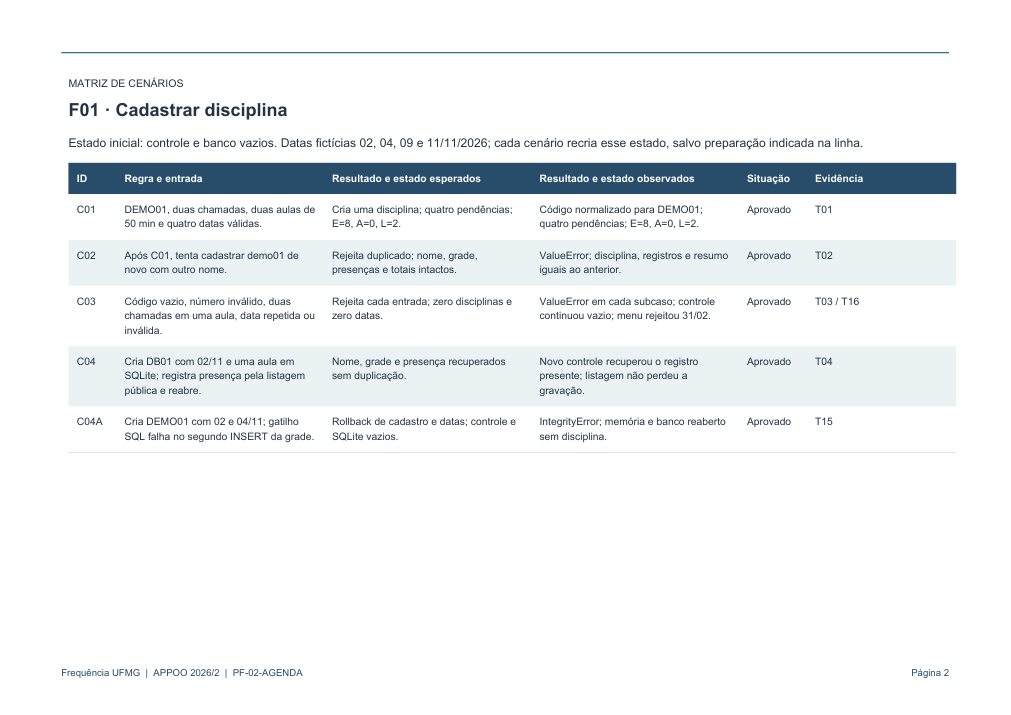 MATRIZ DE CENÁRIOS
F01 · Cadastrar disciplina
Estado inicial: controle e banco vazios. Datas fictícias 02, 04, 09 e 11/11/2026; cada cenário recria esse estado, salvo preparação indicada na linha.
ID Regra e entrada Resultado e estado esperados Resultado e estado observados Situação Evidência
C01 DEMO01, duas chamadas, duas aulas de Cria uma disciplina; quatro pendências; Código normalizado para DEMO01; Aprovado T01
50 min e quatro datas válidas. E=8, A=0, L=2. quatro pendências; E=8, A=0, L=2.
C02 Após C01, tenta cadastrar demo01 de Rejeita duplicado; nome, grade, ValueError; disciplina, registros e resumo Aprovado T02
novo com outro nome. presenças e totais intactos. iguais ao anterior.
C03 Código vazio, número inválido, duas Rejeita cada entrada; zero disciplinas e ValueError em cada subcaso; controle Aprovado T03 / T16
chamadas em uma aula, data repetida ou zero datas. continuou vazio; menu rejeitou 31/02.
inválida.
C04 Cria DB01 com 02/11 e uma aula em Nome, grade e presença recuperados Novo controle recuperou o registro Aprovado T04
SQLite; registra presença pela listagem sem duplicação. presente; listagem não perdeu a
pública e reabre. gravação.
C04A Cria DEMO01 com 02 e 04/11; gatilho Rollback de cadastro e datas; controle e IntegrityError; memória e banco reaberto Aprovado T15
SQL falha no segundo INSERT da grade. SQLite vazios. sem disciplina.
Frequência UFMG | APPOO 2026/2 | PF-02-AGENDA Página 2